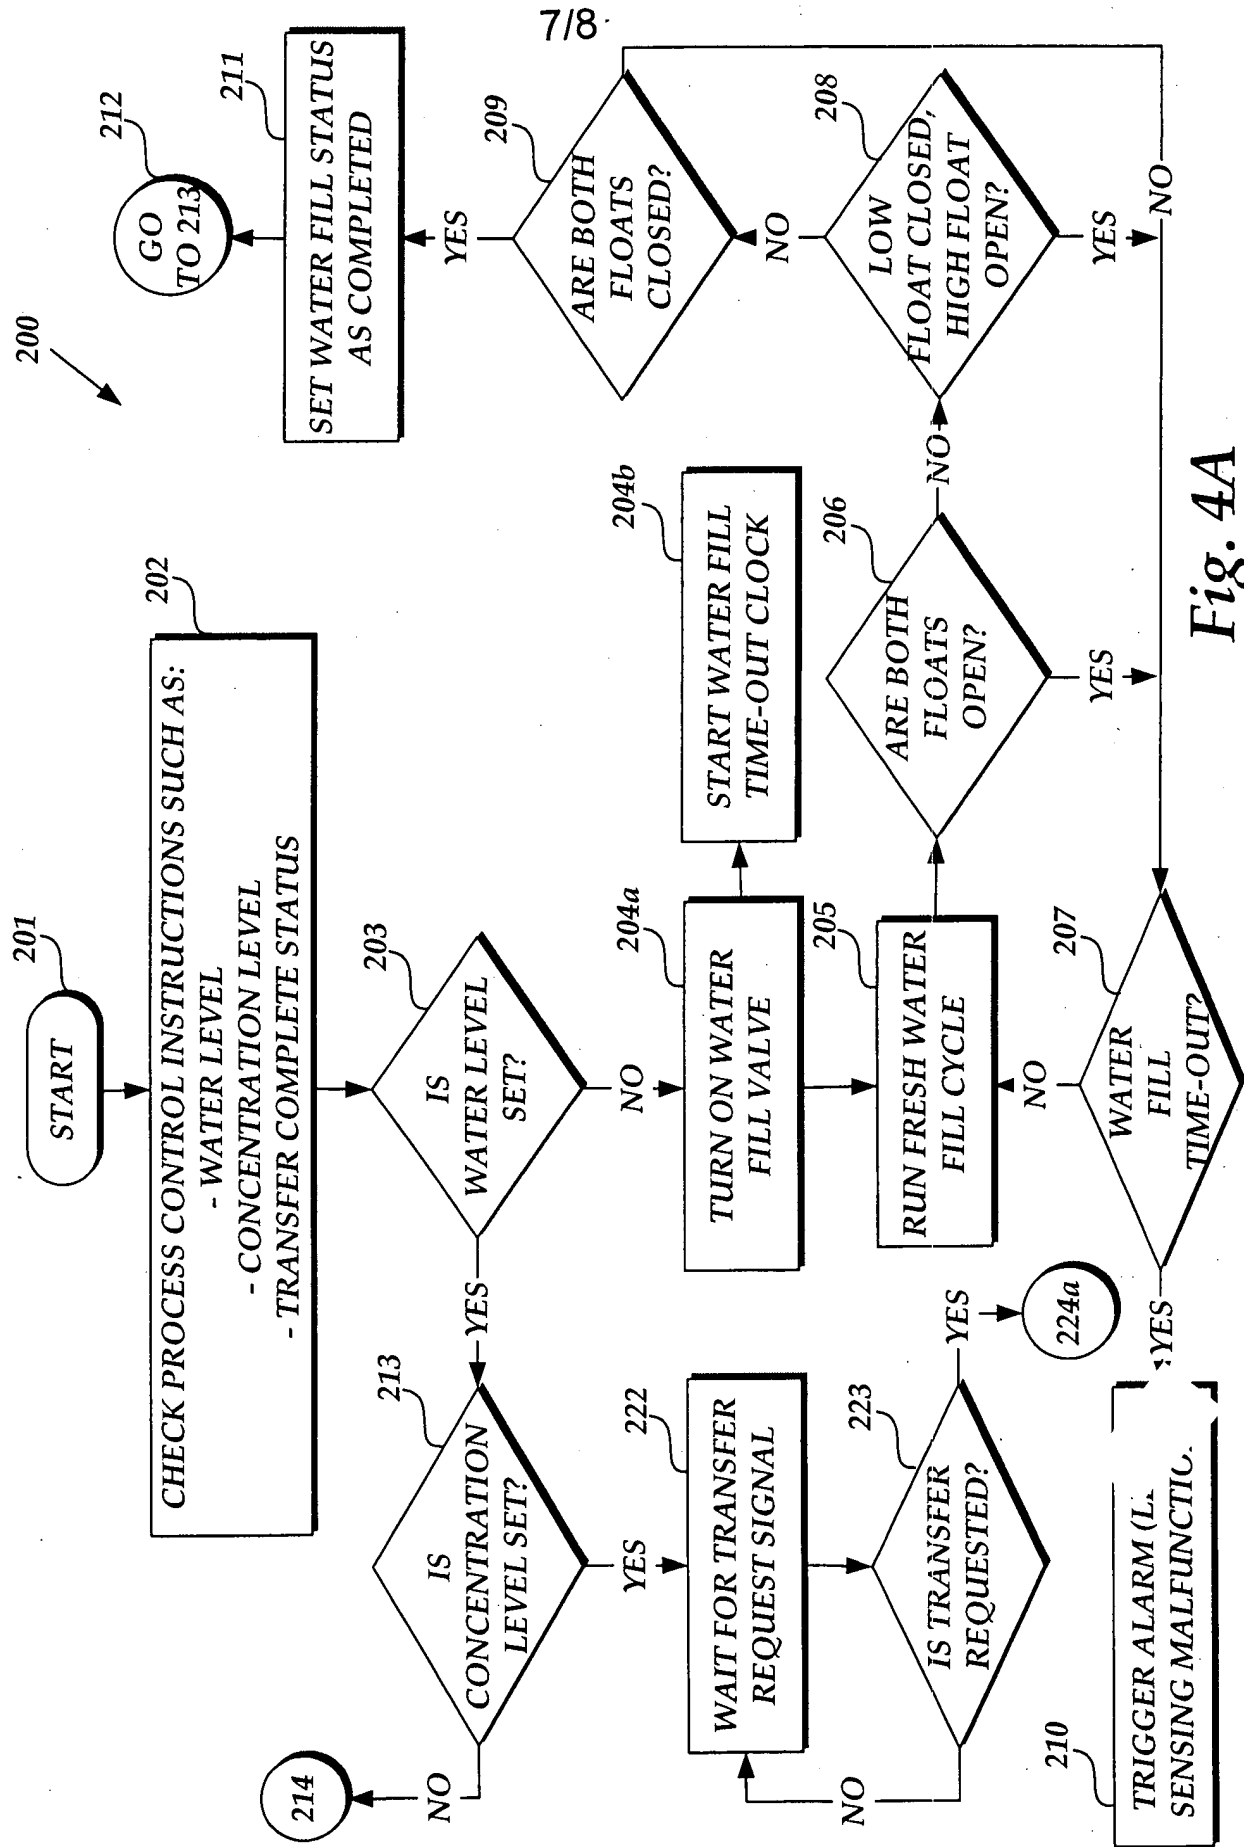 7/8
200
201
START
202
CHECK PROCESS CONTROL INSTRUCTIONS SUCH AS:
- WATER LEVEL
- CONCENTRATION LEVEL
- TRANSFER COMPLETE STATUS
203
IS
WATER LEVEL
SET?
YES
NO
213
IS
CONCENTRATION
LEVEL SET?
NO
214
YES
222
WAIT FOR TRANSFER
REQUEST SIGNAL
223
IS TRANSFER
REQUESTED?
NO
YES
224a
204a
TURN ON WATER
FILL VALVE
204b
START WATER FILL
TIME-OUT CLOCK
205
RUN FRESH WATER
FILL CYCLE
206
ARE BOTH
FLOATS
OPEN?
YES
NO
208
LOW
FLOAT CLOSED,
HIGH FLOAT
OPEN?
YES
NO
209
ARE BOTH
FLOATS
CLOSED?
NO
YES
211
SET WATER FILL STATUS
AS COMPLETED
212
GO
TO 213
207
WATER
FILL
TIME-OUT?
NO
YES
210
TRIGGER ALARM
SENSING
Fig. 4A